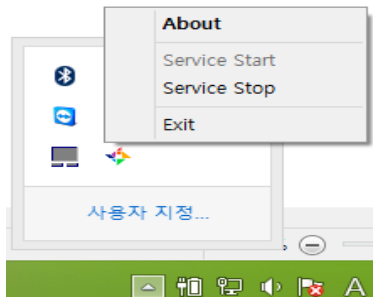 About
Service Start
Service Stop
Exit
사용자 지정...
A